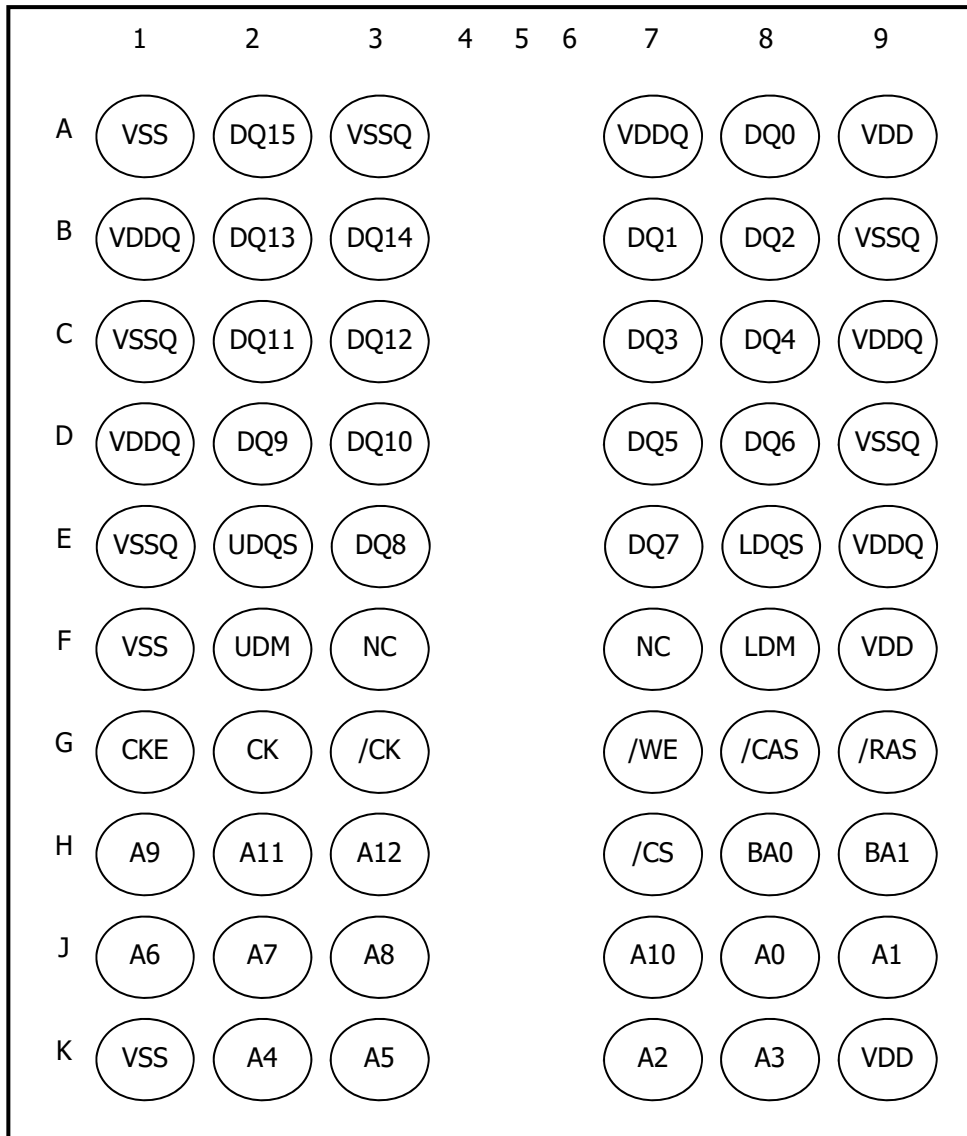 1 2 3 4 5 6 7 8 9
A VSS DQ15 VSSQ VDDQ DQ0 VDD
B VDDQ DQ13 DQ14 DQ1 DQ2 VSSQ
C VSSQ DQ11 DQ12 DQ3 DQ4 VDDQ
D VDDQ DQ9 DQ10 DQ5 DQ6 VSSQ
E VSSQ UDQS DQ8 DQ7 LDQS VDDQ
F VSS UDM NC NC LDM VDD
G CKE CK /CK /WE /CAS /RAS
H A9 A11 A12 /CS BA0 BA1
J A6 A7 A8 A10 A0 A1
K VSS A4 A5 A2 A3 VDD